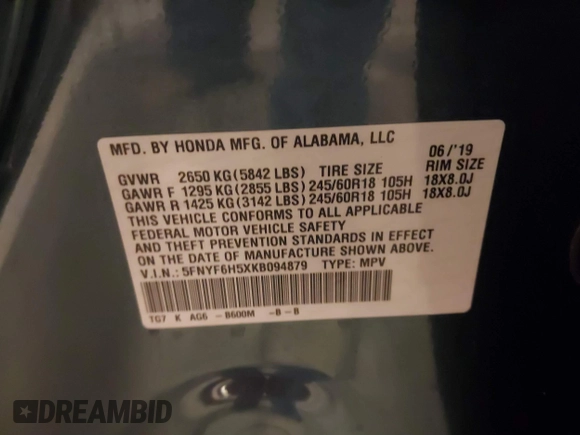 MFD. BY HONDA MFG. OF ALABAMA, LLC 06/'19
GVWR 2650 KG(5842 LBS) TIRE SIZE RIM SIZE
GAWR F 1295 KG(2855 LBS) 245/60R18 105H 18X8.0J
GAWR R 1425 KG(3142 LBS) 245/60R18 105H 18X8.0J
THIS VEHICLE CONFORMS TO ALL APPLICABLE
FEDERAL MOTOR VEHICLE SAFETY
AND THEFT PREVENTION STANDARDS IN EFFECT
ON THE DATE OF MANUFACTURE SHOWN ABOVE.
V.I.N.: 5FNYF6H5XKB094879 TYPE: MPV
TG7 K AG6 - B600M -B - B
DREAMBID